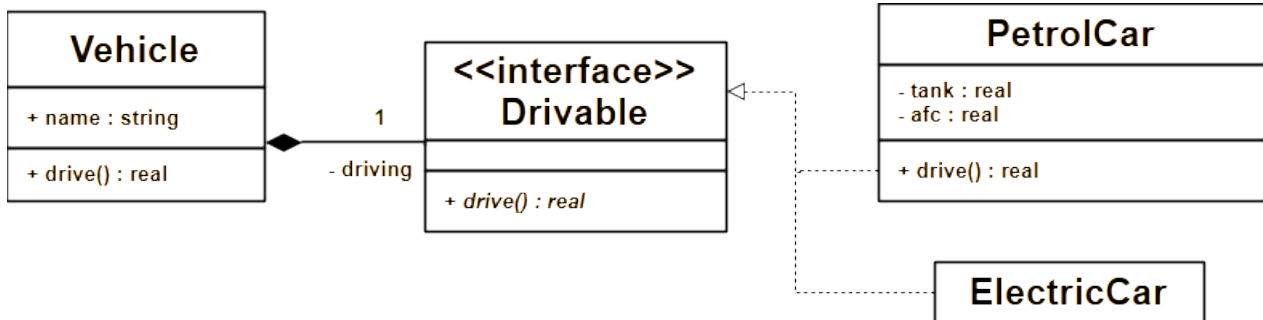 Vehicle
+ name : string
+ drive() : real
1
- driving
<<interface>>
Drivable
+ drive() : real
PetrolCar
- tank : real
- afc : real
+ drive() : real
ElectricCar